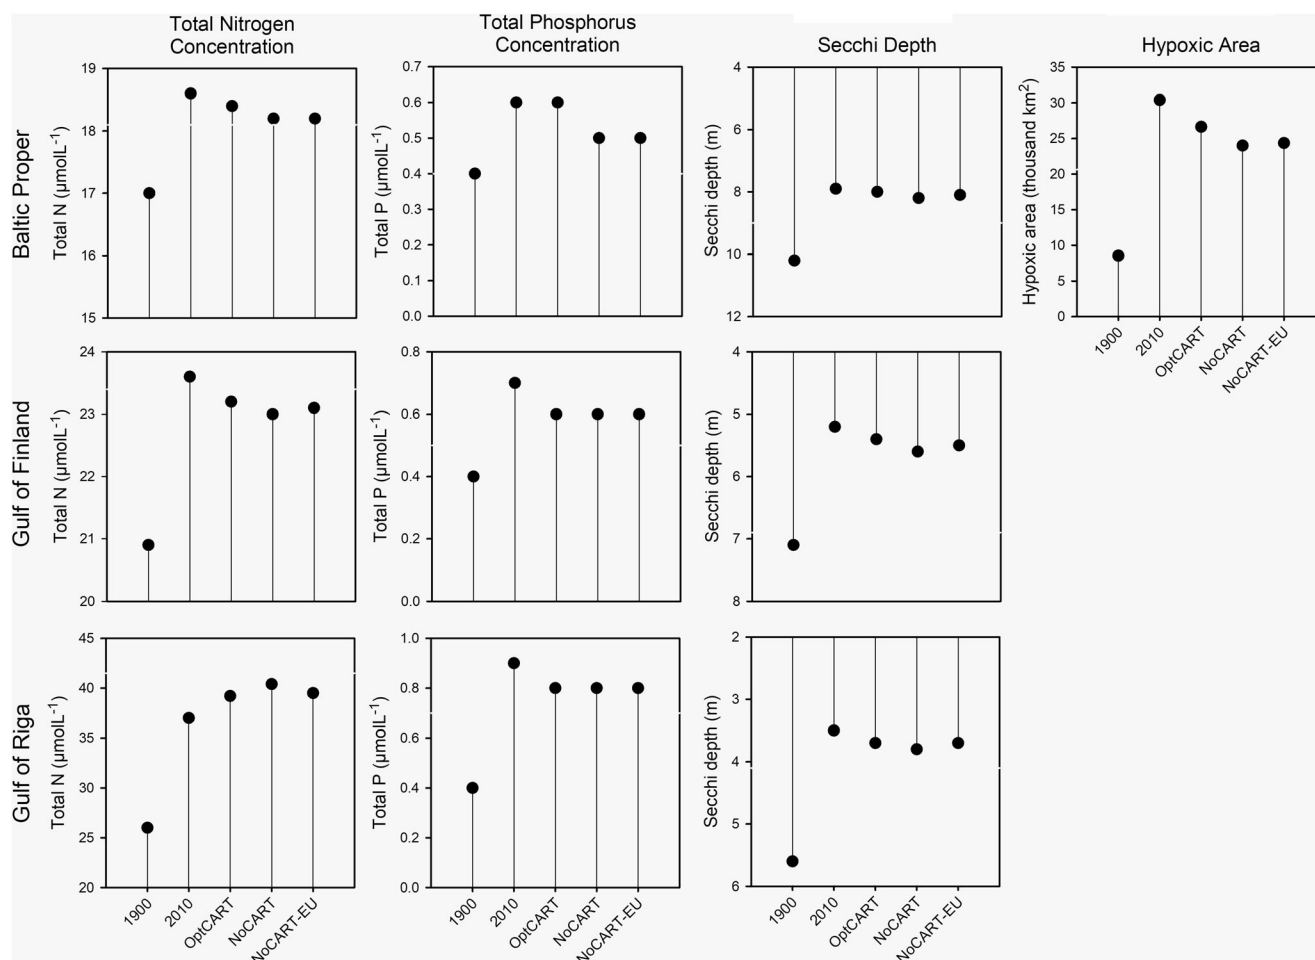 Total Nitrogen
Concentration
Total Phosphorus
Concentration
Secchi Depth
Hypoxic Area
Baltic Proper
Total N (µmolL⁻¹)
19
18
17
16
15
Total P (µmolL⁻¹)
0.7
0.6
0.5
0.4
0.3
0.2
0.1
0.0
Secchi depth (m)
4
6
8
10
12
Hypoxic area (thousand km²)
35
30
25
20
15
10
5
0
1900
2010
OptCART
NoCART
NoCART-EU
Gulf of Finland
Total N (µmolL⁻¹)
24
23
22
21
20
Total P (µmolL⁻¹)
0.8
0.6
0.4
0.2
0.0
Secchi depth (m)
4
5
6
7
8
Gulf of Riga
Total N (µmolL⁻¹)
45
40
35
30
25
20
1900
2010
OptCART
NoCART
NoCART-EU
Total P (µmolL⁻¹)
1.0
0.8
0.6
0.4
0.2
0.0
1900
2010
OptCART
NoCART
NoCART-EU
Secchi depth (m)
2
3
4
5
6
1900
2010
OptCART
NoCART
NoCART-EU